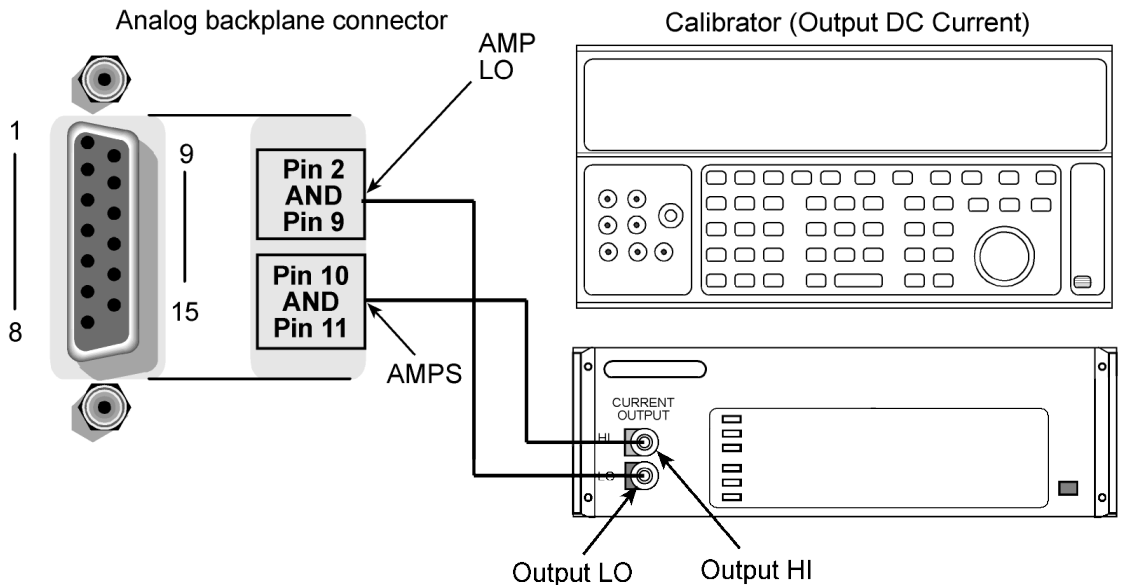 Analog backplane connector
Calibrator (Output DC Current)
AMP
LO
1
9
Pin 2
AND
Pin 9
Pin 10
AND
Pin 11
15
8
AMPS
CURRENT
OUTPUT
HI
LO
Output LO
Output HI